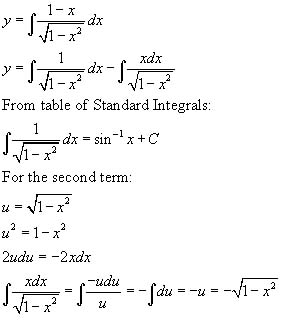 y = ∫ (1 − x)/√(1 − x²) dx
y = ∫ 1/√(1 − x²) dx − ∫ xdx/√(1 − x²)
From table of Standard Integrals:
∫ 1/√(1 − x²) dx = sin⁻¹ x + C
For the second term:
u = √(1 − x²)
u² = 1 − x²
2udu = −2xdx
∫ xdx/√(1 − x²) = ∫ −udu/u = −∫ du = −u = −√(1 − x²)